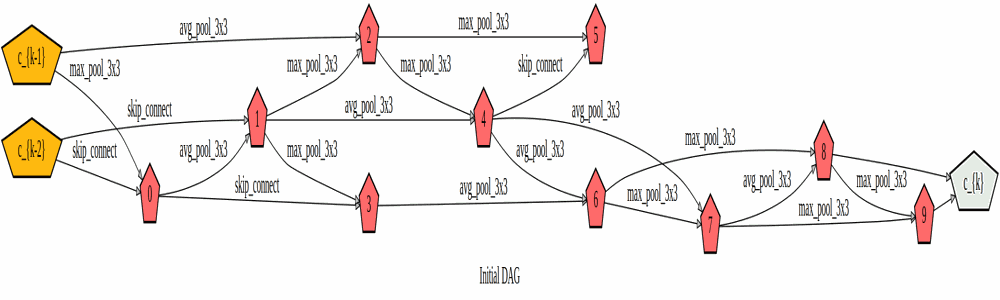 c_{k-1}
avg_pool_3x3
2
max_pool_3x3
5
max_pool_3x3
max_pool_3x3
max_pool_3x3
skip_connect
skip_connect
1
avg_pool_3x3
4
avg_pool_3x3
c_{k-2}
skip_connect
avg_pool_3x3
max_pool_3x3
avg_pool_3x3
max_pool_3x3
8
0
skip_connect
3
avg_pool_3x3
6
max_pool_3x3
avg_pool_3x3
max_pool_3x3
c_{k}
7
max_pool_3x3
9
Initial DAG